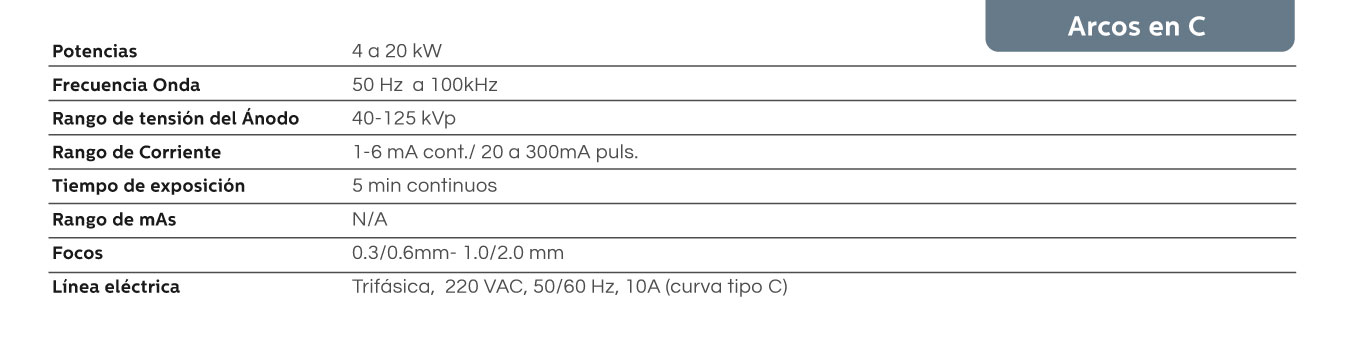 Arcos en C
Potencias 4 a 20 kW
Frecuencia Onda 50 Hz a 100kHz
Rango de tensión del Ánodo 40-125 kVp
Rango de Corriente 1-6 mA cont./ 20 a 300mA puls.
Tiempo de exposición 5 min continuos
Rango de mAs N/A
Focos 0.3/0.6mm- 1.0/2.0 mm
Línea eléctrica Trifásica, 220 VAC, 50/60 Hz, 10A (curva tipo C)